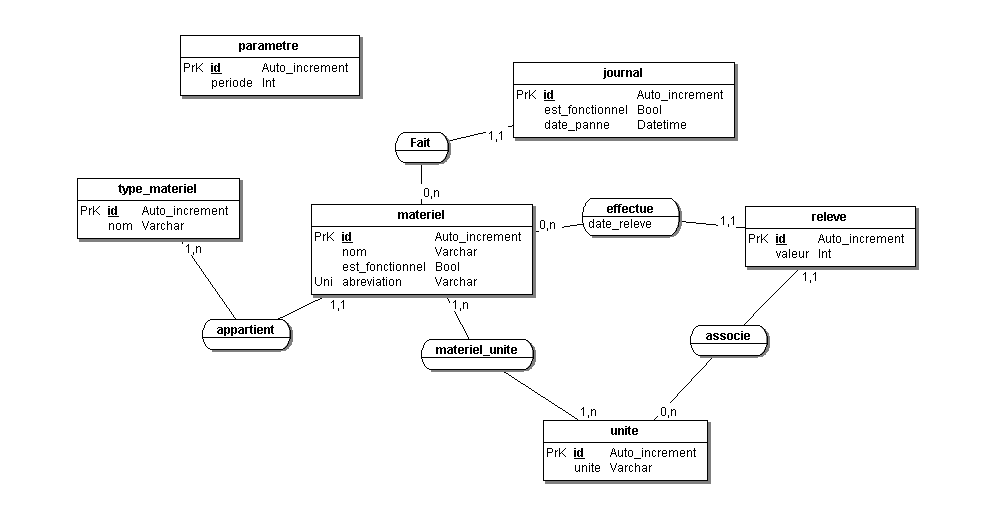 parametre
PrK id Auto_increment
periode Int
journal
PrK id Auto_increment
est_fonctionnel Bool
date_panne Datetime
Fait
1,1
0,n
type_materiel
PrK id Auto_increment
nom Varchar
1,n
materiel
PrK id Auto_increment
nom Varchar
est_fonctionnel Bool
Uni abreviation Varchar
0,n
effectue
date_releve
1,1
releve
PrK id Auto_increment
valeur Int
1,1
1,1
1,n
appartient
materiel_unite
associe
1,n
0,n
unite
PrK id Auto_increment
unite Varchar